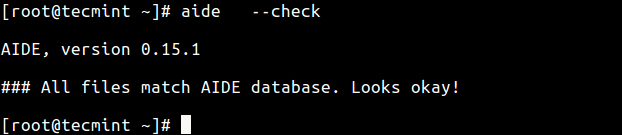 [root@tecmint ~]# aide   --check
AIDE, version 0.15.1
### All files match AIDE database. Looks okay!
[root@tecmint ~]#